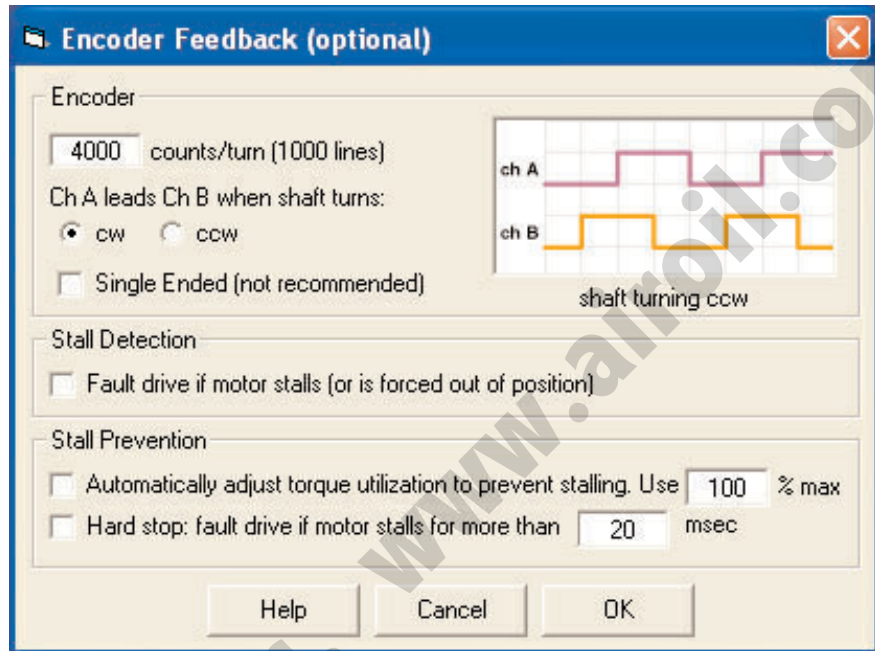 Encoder Feedback (optional)
Encoder
4000 counts/turn (1000 lines)
Ch A leads Ch B when shaft turns:
cw ccw
Single Ended (not recommended)
ch A
ch B
shaft turning ccw
Stall Detection
Fault drive if motor stalls (or is forced out of position)
Stall Prevention
Automatically adjust torque utilization to prevent stalling. Use 100 % max
Hard stop: fault drive if motor stalls for more than 20 msec
Help Cancel OK
www.airoil.co